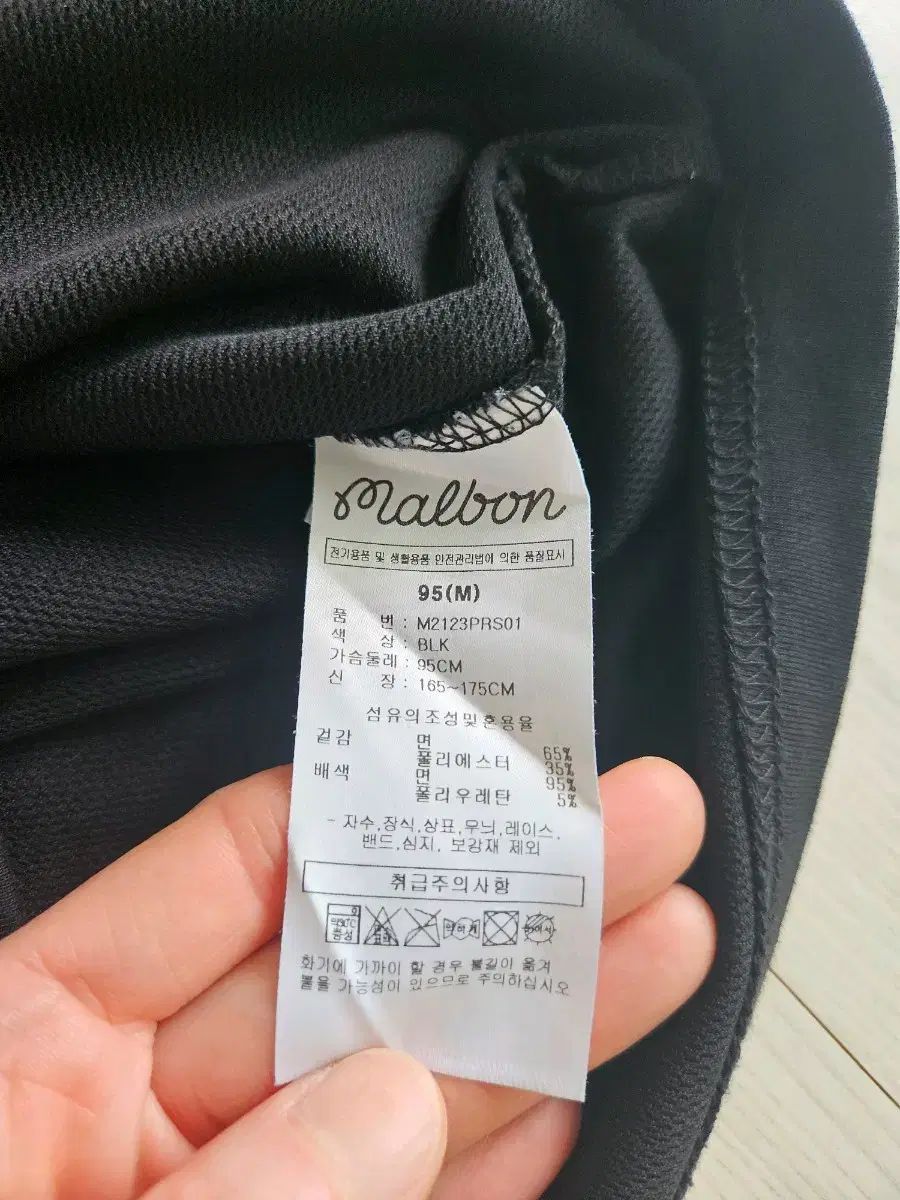 malbon
전기용품 및 생활용품 안전관리법에 의한 품질표시
95(M)
품 번 : M2123PRS01
색 상 : BLK
가슴둘레 : 95CM
신 장 : 165~175CM
섬유의조성및혼용율
겉감 면 65%
폴리에스터 35%
배색 면 95%
폴리우레탄 5%
- 자수,장식,상표,무늬,레이스,
밴드,심지, 보강재 제외
취급주의사항
중성 약하게
화기에 가까이 할 경우 불길이 옮겨
붙을 가능성이 있으므로 주의하십시오